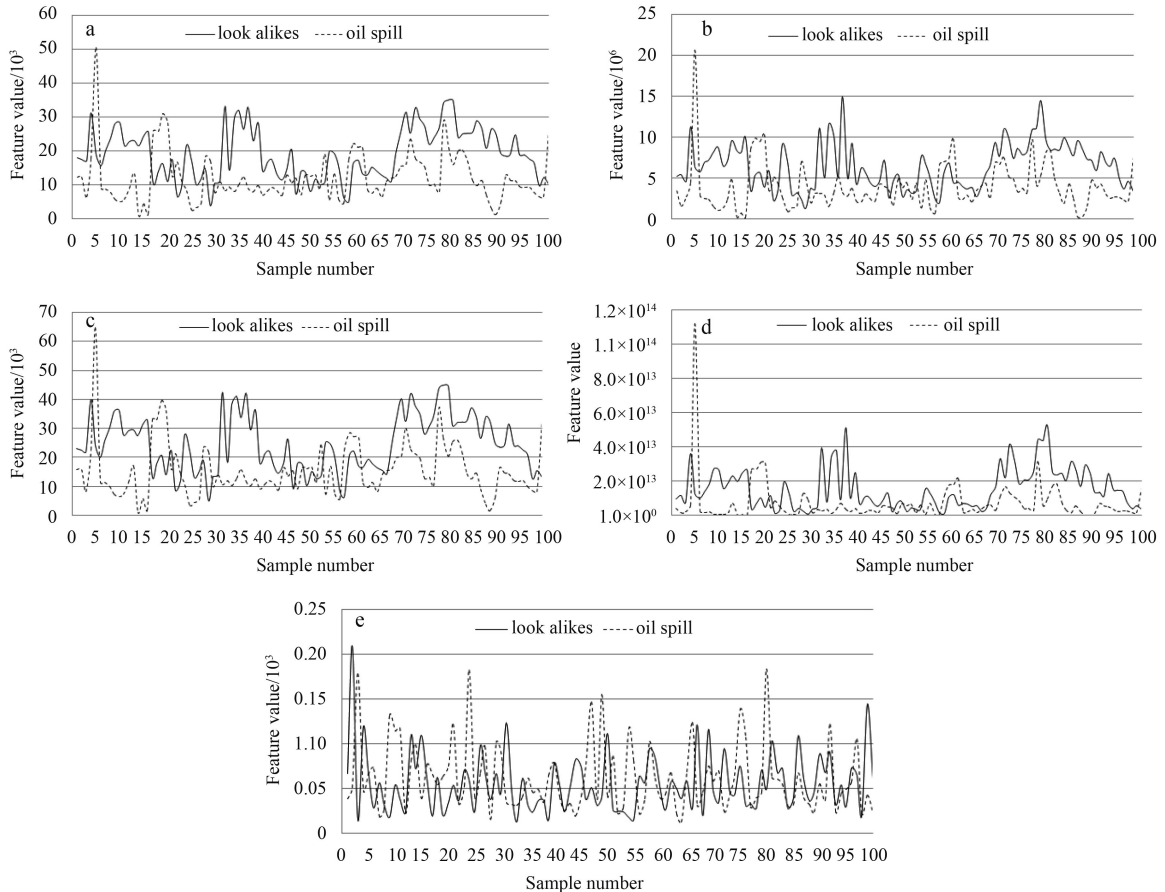 a
look alikes oil spill
Feature value/10³
60
50
40
30
20
10
0
0 5 10 15 20 25 30 35 40 45 50 55 60 65 70 75 80 85 90 95 100
Sample number
b
look alikes oil spill
Feature value/10⁶
25
20
15
10
5
0
0 5 10 15 20 25 30 35 40 45 50 55 60 65 70 75 80 85 90 95 100
Sample number
c
look alikes oil spill
Feature value/10³
70
60
50
40
30
20
10
0
0 5 10 15 20 25 30 35 40 45 50 55 60 65 70 75 80 85 90 95 100
Sample number
d
look alikes oil spill
Feature value
1.2×10¹⁴
1.1×10¹⁴
8.0×10¹³
6.0×10¹³
4.0×10¹³
2.0×10¹³
1.0×10⁰
0 5 10 15 20 25 30 35 40 45 50 55 60 65 70 75 80 85 90 95 100
Sample number
e
look alikes oil spill
Feature value/10³
0.25
0.20
0.15
1.10
0.05
0
0 5 10 15 20 25 30 35 40 45 50 55 60 65 70 75 80 85 90 95 100
Sample number